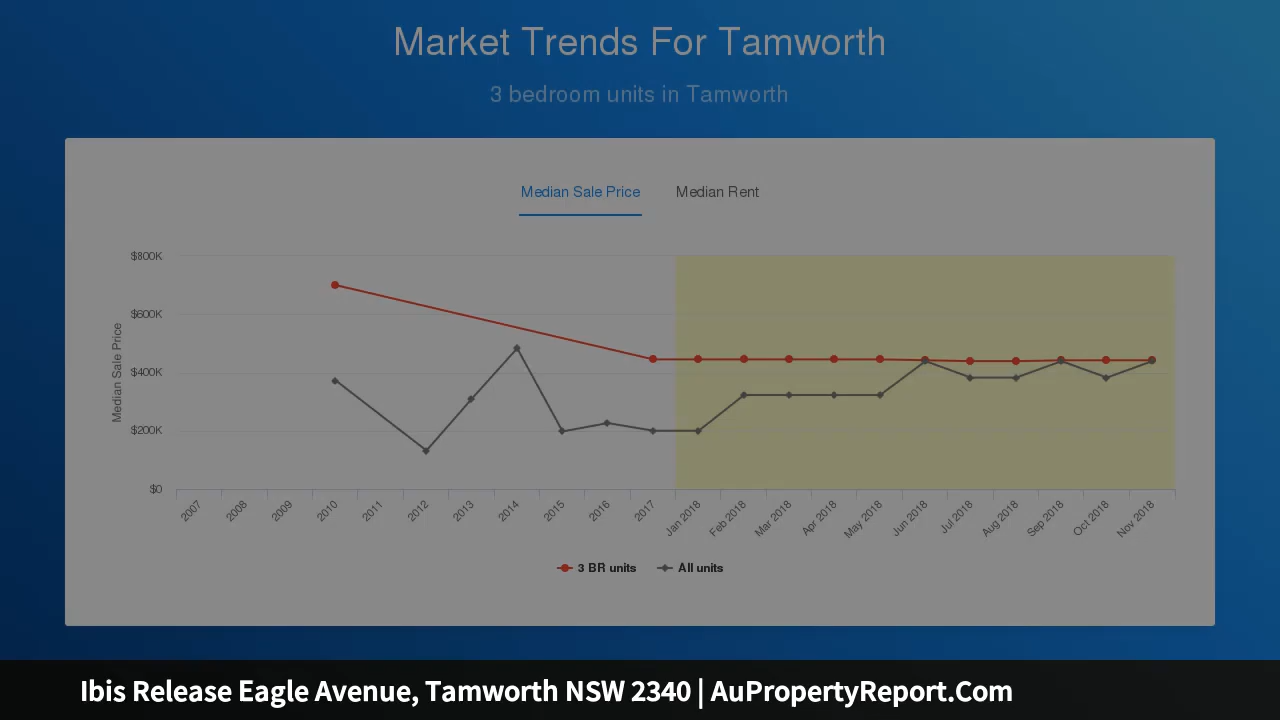 Market Trends For Tamworth
3 bedroom units in Tamworth
Median Sale Price Median Rent
Median Sale Price
$800K
$600K
$400K
$200K
$0
2007 2008 2009 2010 2011 2012 2013 2014 2015 2016 2017 Jan 2018 Feb 2018 Mar 2018 Apr 2018 May 2018 Jun 2018 Jul 2018 Aug 2018 Sep 2018 Oct 2018 Nov 2018
3 BR units All units
Ibis Release Eagle Avenue, Tamworth NSW 2340 | AuPropertyReport.Com